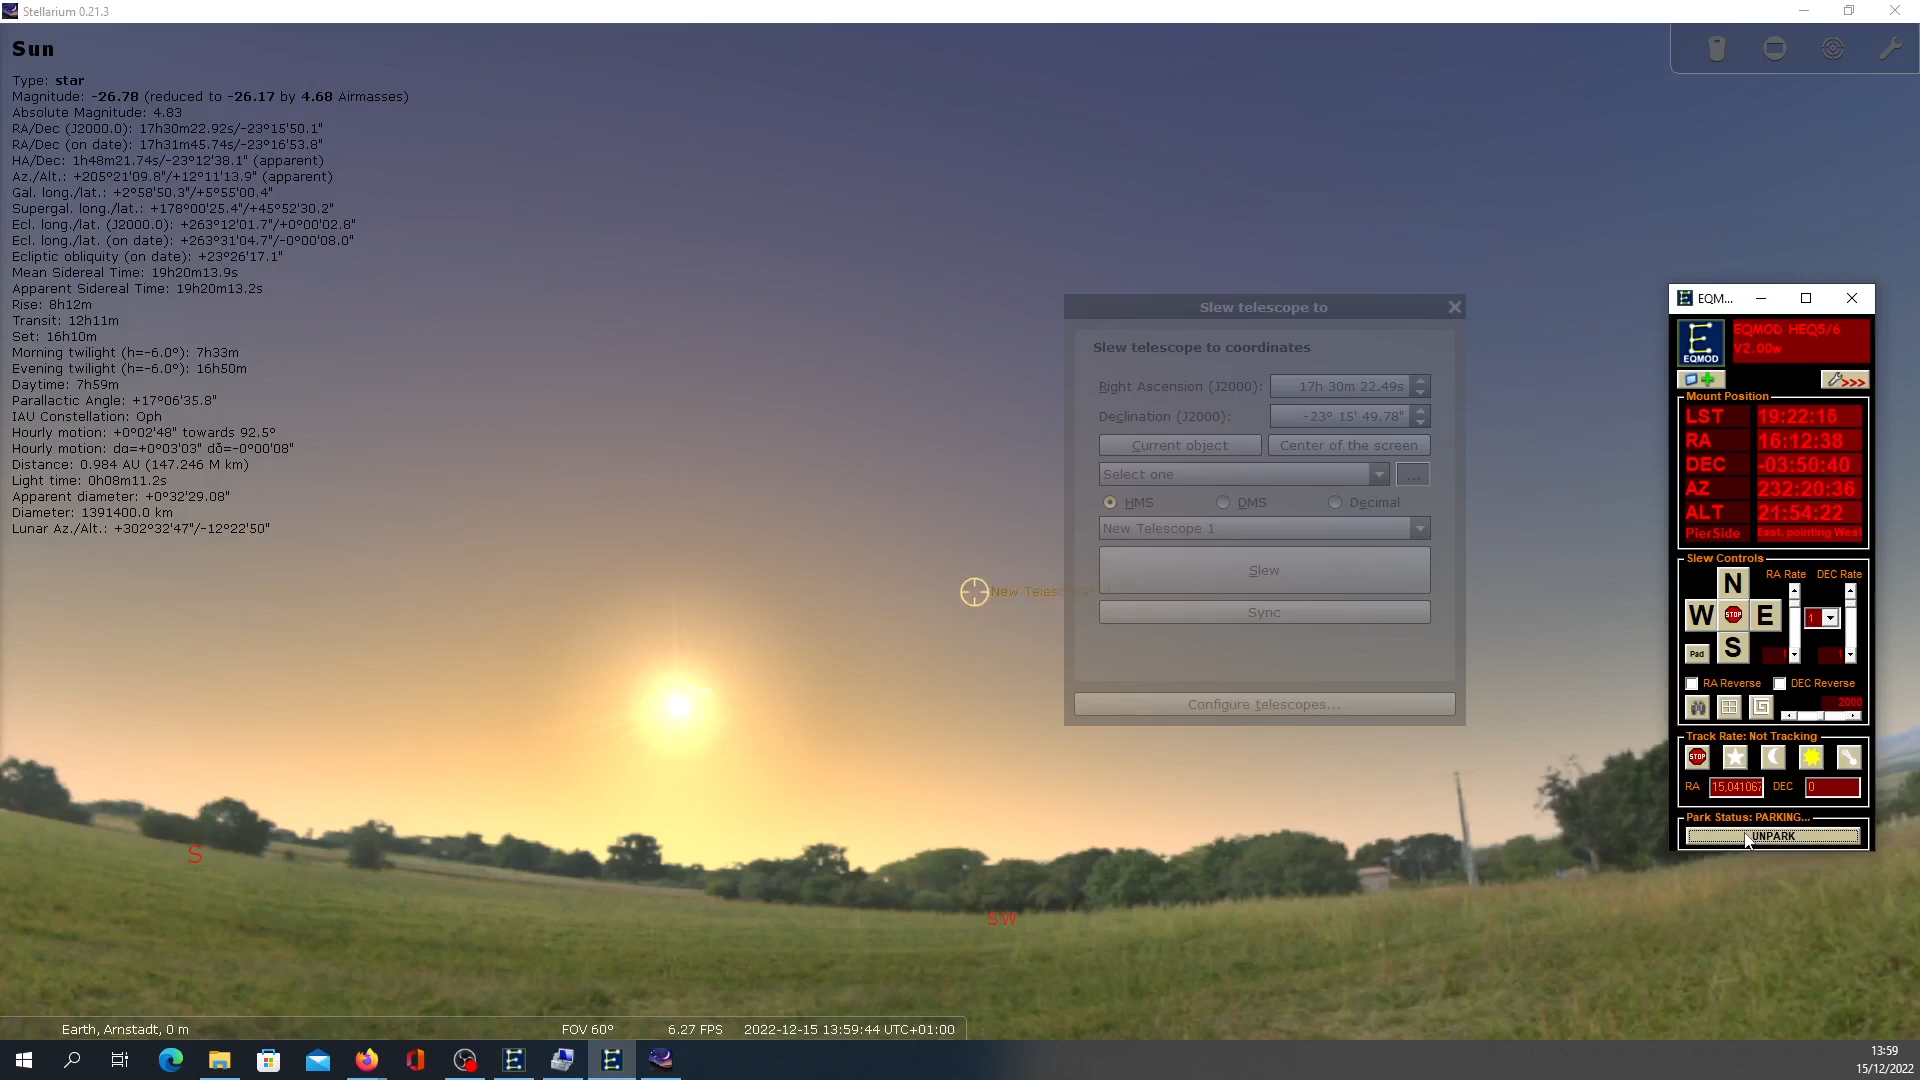 Stellarium 0.21.3
Sun
Type: star
Magnitude: -26.78 (reduced to -26.17 by 4.68 Airmasses)
Absolute Magnitude: 4.83
RA/Dec (J2000.0): 17h30m22.92s/-23°15'50.1"
RA/Dec (on date): 17h31m45.74s/-23°16'53.8"
HA/Dec: 1h48m21.74s/-23°12'38.1" (apparent)
Az./Alt.: +205°21'09.8"/+12°11'13.9" (apparent)
Gal. long./lat.: +2°58'50.3"/+5°55'00.4"
Supergal. long./lat.: +178°00'25.4"/+45°52'30.2"
Ecl. long./lat. (J2000.0): +263°12'01.7"/+0°00'02.8"
Ecl. long./lat. (on date): +263°31'04.7"/-0°00'08.0"
Ecliptic obliquity (on date): +23°26'17.1"
Mean Sidereal Time: 19h20m13.9s
Apparent Sidereal Time: 19h20m13.2s
Rise: 8h12m
Transit: 12h11m
Set: 16h10m
Morning twilight (h=-6.0°): 7h33m
Evening twilight (h=-6.0°): 16h50m
Daytime: 7h59m
Parallactic Angle: +17°06'35.8"
IAU Constellation: Oph
Hourly motion: +0°02'48" towards 92.5°
Hourly motion: dα=+0°03'03" dδ=-0°00'08"
Distance: 0.984 AU (147.246 M km)
Light time: 0h08m11.2s
Apparent diameter: +0°32'29.08"
Diameter: 1391400.0 km
Lunar Az./Alt.: +302°32'47"/-12°22'50"
Slew telescope to
Slew telescope to coordinates
Right Ascension (J2000): 17h 30m 22.49s
Declination (J2000): -23° 15' 49.78"
Current object Center of the screen
Select one ...
HMS DMS Decimal
New Telescope 1
Slew
Sync
Configure telescopes...
New Telesc
EQM...
EQMOD
EQMOD HEQ5/6
V2.00w
>>>
Mount Position
LST 19:22:16
RA 16:12:38
DEC -03:50:40
AZ 232:20:36
ALT 21:54:22
PierSide East, pointing West
Slew Controls
RA Rate DEC Rate
N
W STOP E 1
Pad S 1 1
RA Reverse DEC Reverse
2000
Track Rate: Not Tracking
STOP
RA 15,041067 DEC 0
Park Status: PARKING...
UNPARK
S
SW
Earth, Arnstadt, 0 m FOV 60° 6.27 FPS 2022-12-15 13:59:44 UTC+01:00
13:59
15/12/2022